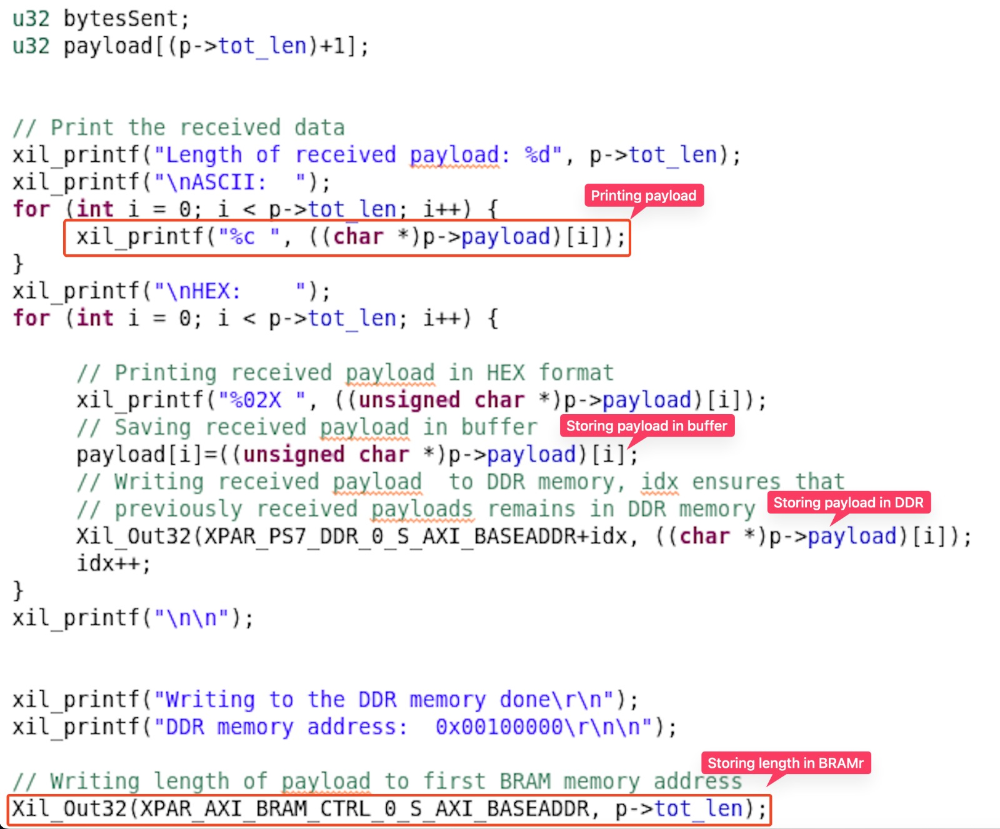 u32 bytesSent;
u32 payload[(p->tot_len)+1];
// Print the received data
xil_printf("Length of received payload: %d", p->tot_len);
xil_printf("\nASCII:  ");
Printing payload
for (int i = 0; i < p->tot_len; i++) {
xil_printf("%c ", ((char *)p->payload)[i]);
}
xil_printf("\nHEX:    ");
for (int i = 0; i < p->tot_len; i++) {
// Printing received payload in HEX format
xil_printf("%02X ", ((unsigned char *)p->payload)[i]);
// Saving received payload in buffer
Storing payload in buffer
payload[i]=((unsigned char *)p->payload)[i];
// Writing received payload  to DDR memory, idx ensures that
// previously received payloads remains in DDR memory
Storing payload in DDR
Xil_Out32(XPAR_PS7_DDR_0_S_AXI_BASEADDR+idx, ((char *)p->payload)[i]);
idx++;
}
xil_printf("\n\n");
xil_printf("Writing to the DDR memory done\r\n");
xil_printf("DDR memory address:  0x00100000\r\n\n");
Storing length in BRAMr
// Writing length of payload to first BRAM memory address
Xil_Out32(XPAR_AXI_BRAM_CTRL_0_S_AXI_BASEADDR, p->tot_len);